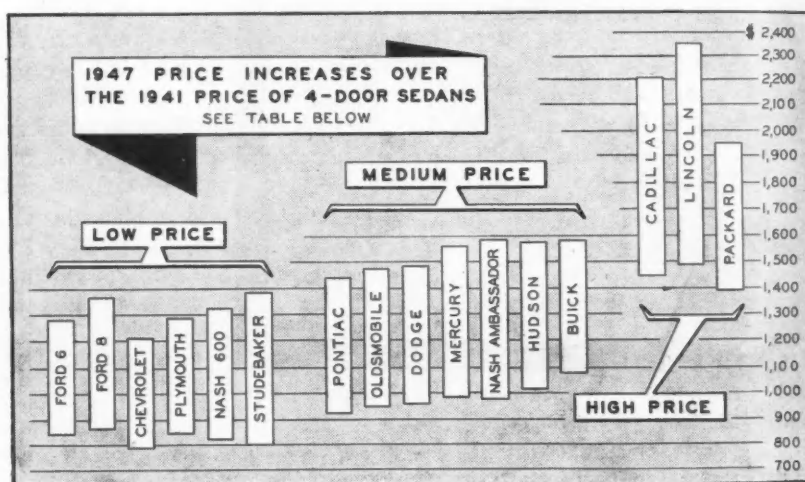 1947 PRICE INCREASES OVER
THE 1941 PRICE OF 4-DOOR SEDANS
SEE TABLE BELOW
LOW PRICE
FORD 6
FORD 8
CHEVROLET
PLYMOUTH
NASH 600
STUDEBAKER
MEDIUM PRICE
PONTIAC
OLDSMOBILE
DODGE
MERCURY
NASH AMBASSADOR
HUDSON
BUICK
CADILLAC
LINCOLN
PACKARD
HIGH PRICE
$ 2,400
2,300
2,200
2,100
2,000
1,900
1,800
1,700
1,600
1,500
1,400
1,300
1,200
1,100
1,000
900
800
700